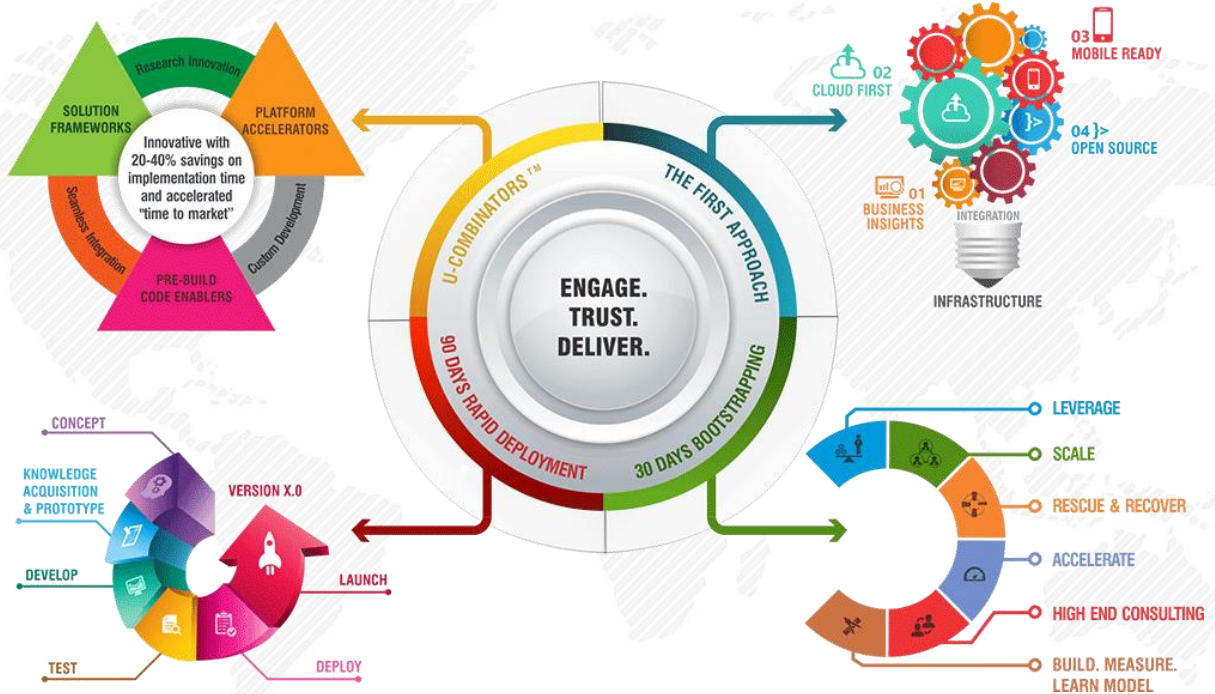 Research Innovation
SOLUTION
FRAMEWORKS
PLATFORM
ACCELERATORS
Innovative with
20-40% savings on
implementation time
and accelerated
"time to market"
Seamless Integration
Custom Development
PRE-BUILD
CODE ENABLERS
U-COMBINATORS™
THE FIRST APPROACH
ENGAGE.
TRUST.
DELIVER.
90 DAYS RAPID DEPLOYMENT
30 DAYS BOOTSTRAPPING
03
MOBILE READY
02
CLOUD FIRST
04 }>
OPEN SOURCE
}>
01
BUSINESS
INSIGHTS
INTEGRATION
INFRASTRUCTURE
CONCEPT
KNOWLEDGE
ACQUISITION
& PROTOTYPE
VERSION X.0
DEVELOP
LAUNCH
TEST
DEPLOY
LEVERAGE
SCALE
RESCUE & RECOVER
ACCELERATE
HIGH END CONSULTING
BUILD. MEASURE.
LEARN MODEL